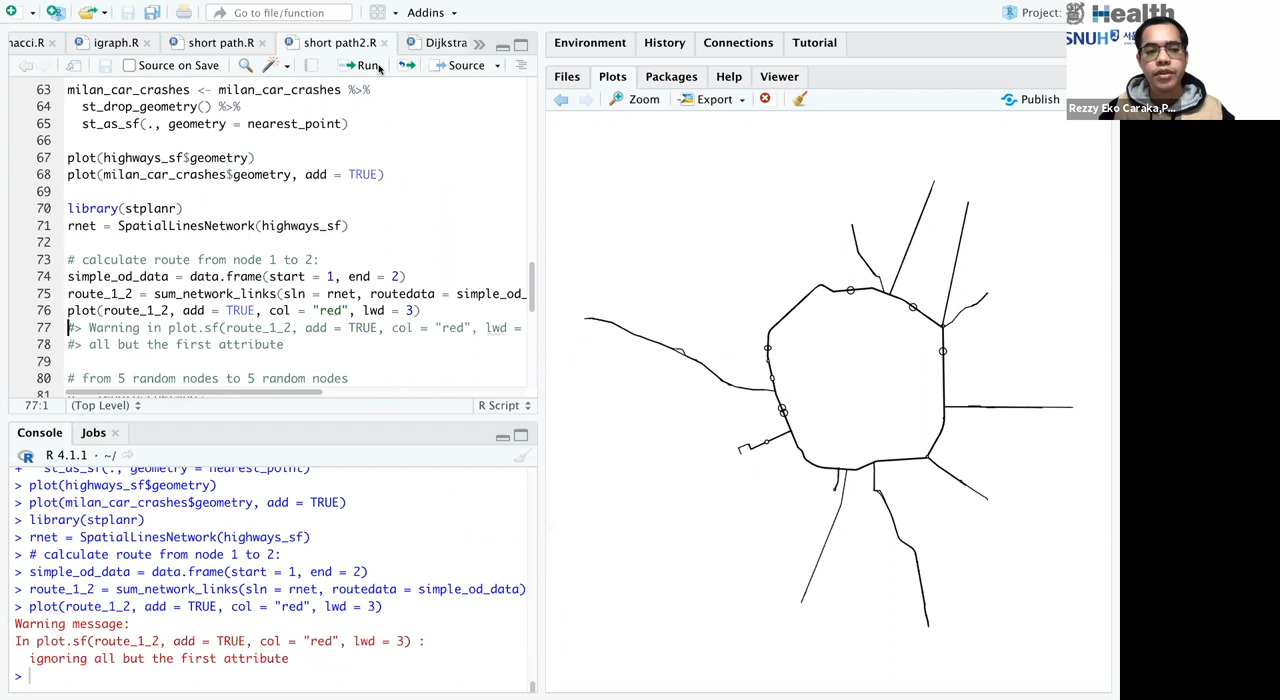 Go to file/function
Addins
Project:
Health
SNUH
Rezzy Eko Caraka,P...
nacci.R
igraph.R
short path.R
short path2.R
Dijkstra
Source on Save
Run
Source
63 milan_car_crashes <- milan_car_crashes %>%
64 st_drop_geometry() %>%
65 st_as_sf(., geometry = nearest_point)
66
67 plot(highways_sf$geometry)
68 plot(milan_car_crashes$geometry, add = TRUE)
69
70 library(stplanr)
71 rnet = SpatialLinesNetwork(highways_sf)
72
73 # calculate route from node 1 to 2:
74 simple_od_data = data.frame(start = 1, end = 2)
75 route_1_2 = sum_network_links(sln = rnet, routedata = simple_od_
76 plot(route_1_2, add = TRUE, col = "red", lwd = 3)
77 #> Warning in plot.sf(route_1_2, add = TRUE, col = "red", lwd =
78 #> all but the first attribute
79
80 # from 5 random nodes to 5 random nodes
81
77:1
(Top Level)
R Script
Console
Jobs
R 4.1.1 · ~/
+ st_as_sf(., geometry = nearest_point)
> plot(highways_sf$geometry)
> plot(milan_car_crashes$geometry, add = TRUE)
> library(stplanr)
> rnet = SpatialLinesNetwork(highways_sf)
> # calculate route from node 1 to 2:
> simple_od_data = data.frame(start = 1, end = 2)
> route_1_2 = sum_network_links(sln = rnet, routedata = simple_od_data)
> plot(route_1_2, add = TRUE, col = "red", lwd = 3)
Warning message:
In plot.sf(route_1_2, add = TRUE, col = "red", lwd = 3) :
ignoring all but the first attribute
>
Environment
History
Connections
Tutorial
Files
Plots
Packages
Help
Viewer
Zoom
Export
Publish